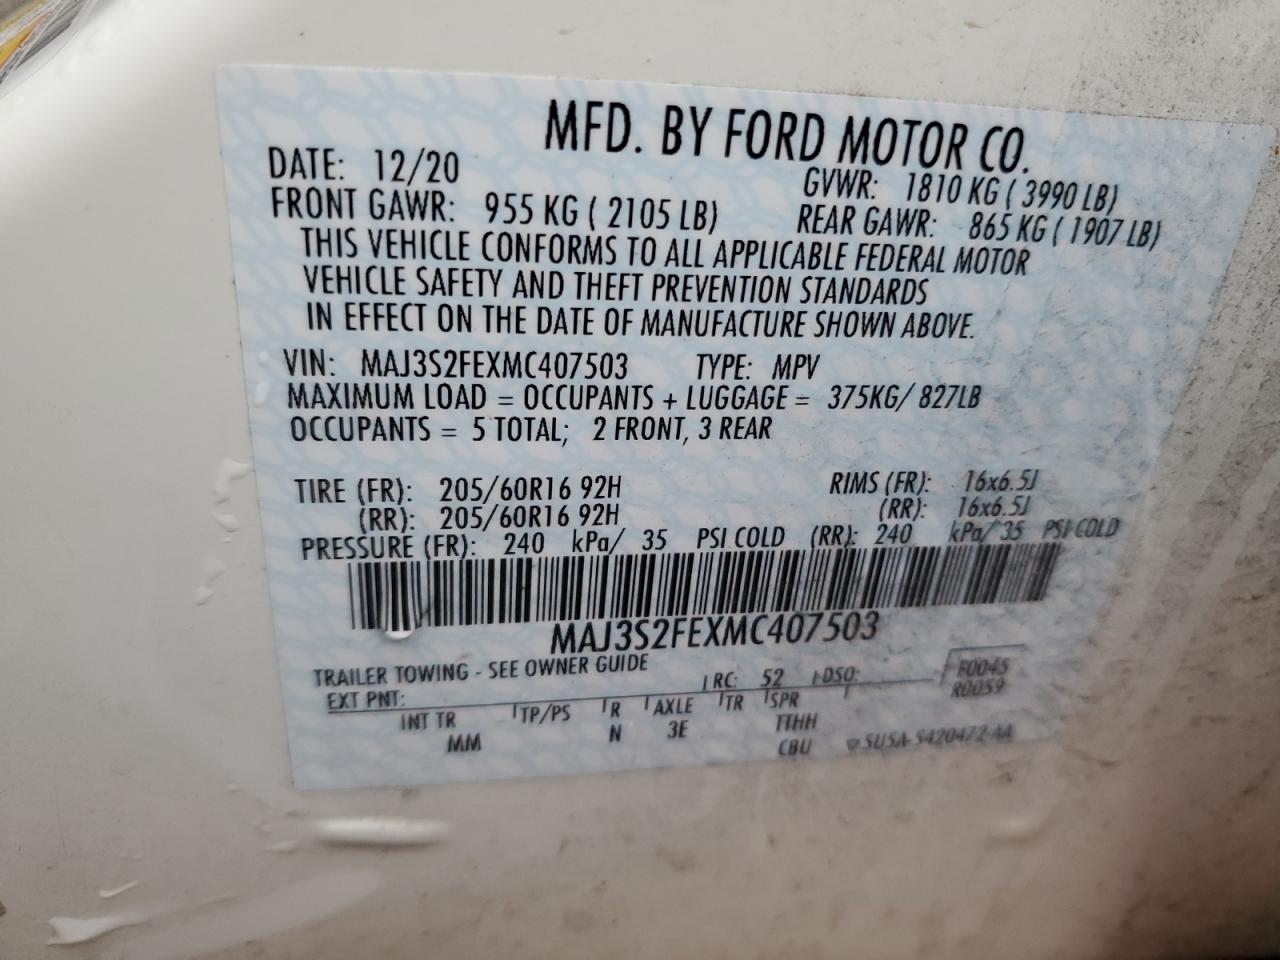 MFD. BY FORD MOTOR CO.
DATE: 12/20 GVWR: 1810 KG ( 3990 LB)
FRONT GAWR: 955 KG ( 2105 LB) REAR GAWR: 865 KG ( 1907 LB)
THIS VEHICLE CONFORMS TO ALL APPLICABLE FEDERAL MOTOR
VEHICLE SAFETY AND THEFT PREVENTION STANDARDS
IN EFFECT ON THE DATE OF MANUFACTURE SHOWN ABOVE.
VIN: MAJ3S2FEXMC407503 TYPE: MPV
MAXIMUM LOAD = OCCUPANTS + LUGGAGE = 375KG/ 827LB
OCCUPANTS = 5 TOTAL; 2 FRONT, 3 REAR
TIRE (FR): 205/60R16 92H RIMS (FR): 16x6.5J
(RR): 205/60R16 92H (RR): 16x6.5J
PRESSURE (FR): 240 kPa/ 35 PSI COLD (RR): 240 kPa/ 35 PSI COLD
MAJ3S2FEXMC407503
TRAILER TOWING - SEE OWNER GUIDE
EXT PNT: RC: 52 DSO:
R0059
INT TR TP/PS R AXLE TR SPR
MM N 3E
CBU